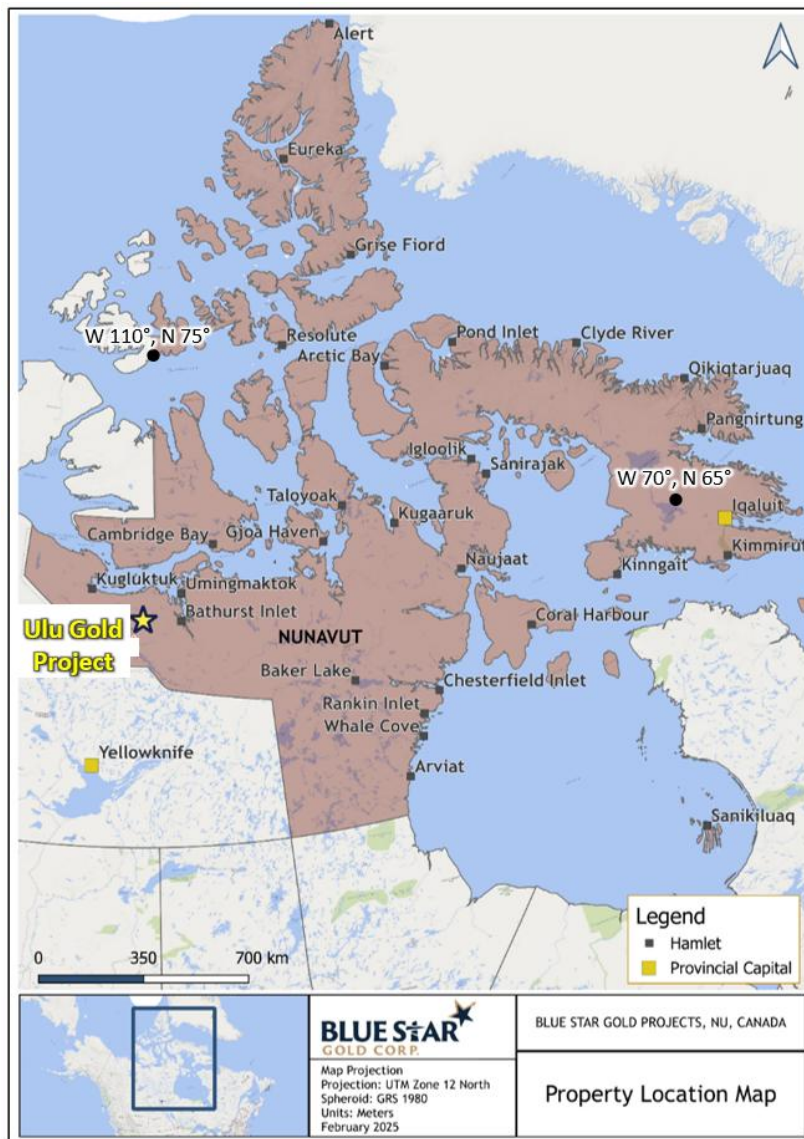 Alert
Eureka
Grise Fiord
W 110°, N 75°
Resolute
Arctic Bay
Pond Inlet
Clyde River
Qikiqtarjuaq
Pangnirtung
Igloolik
Sanirajak
W 70°, N 65°
Taloyoak
Iqaluit
Cambridge Bay
Gjoa Haven
Kugaaruk
Kimmirut
Kugluktuk
Umingmaktok
Naujaat
Kinngait
Bathurst Inlet
Ulu Gold
Project
NUNAVUT
Coral Harbour
Baker Lake
Chesterfield Inlet
Rankin Inlet
Whale Cove
Yellowknife
Arviat
Sanikiluaq
Legend
Hamlet
Provincial Capital
0 350 700 km
BLUE STAR
GOLD CORP.
Map Projection
Projection: UTM Zone 12 North
Spheroid: GRS 1980
Units: Meters
February 2025
BLUE STAR GOLD PROJECTS, NU, CANADA
Property Location Map